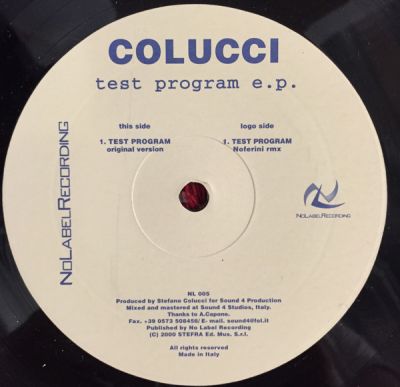 COLUCCI
test program e.p.
this side
1. TEST PROGRAM
original version
logo side
1. TEST PROGRAM
Noferini rmx
NoLabelRecording
NoLabelRecording
NL 005
Produced by Stefano Colucci for Sound 4 Production
Mixed and mastered at Sound 4 Studios, Italy.
Thanks to A.Capone.
Fax. +39 0573 508456/ E- mail. sound4@tol.it
Published by No Label Recording
(C) 2000 STEFRA Ed. Mus. S.r.l.
All rights reserved
Made in Italy